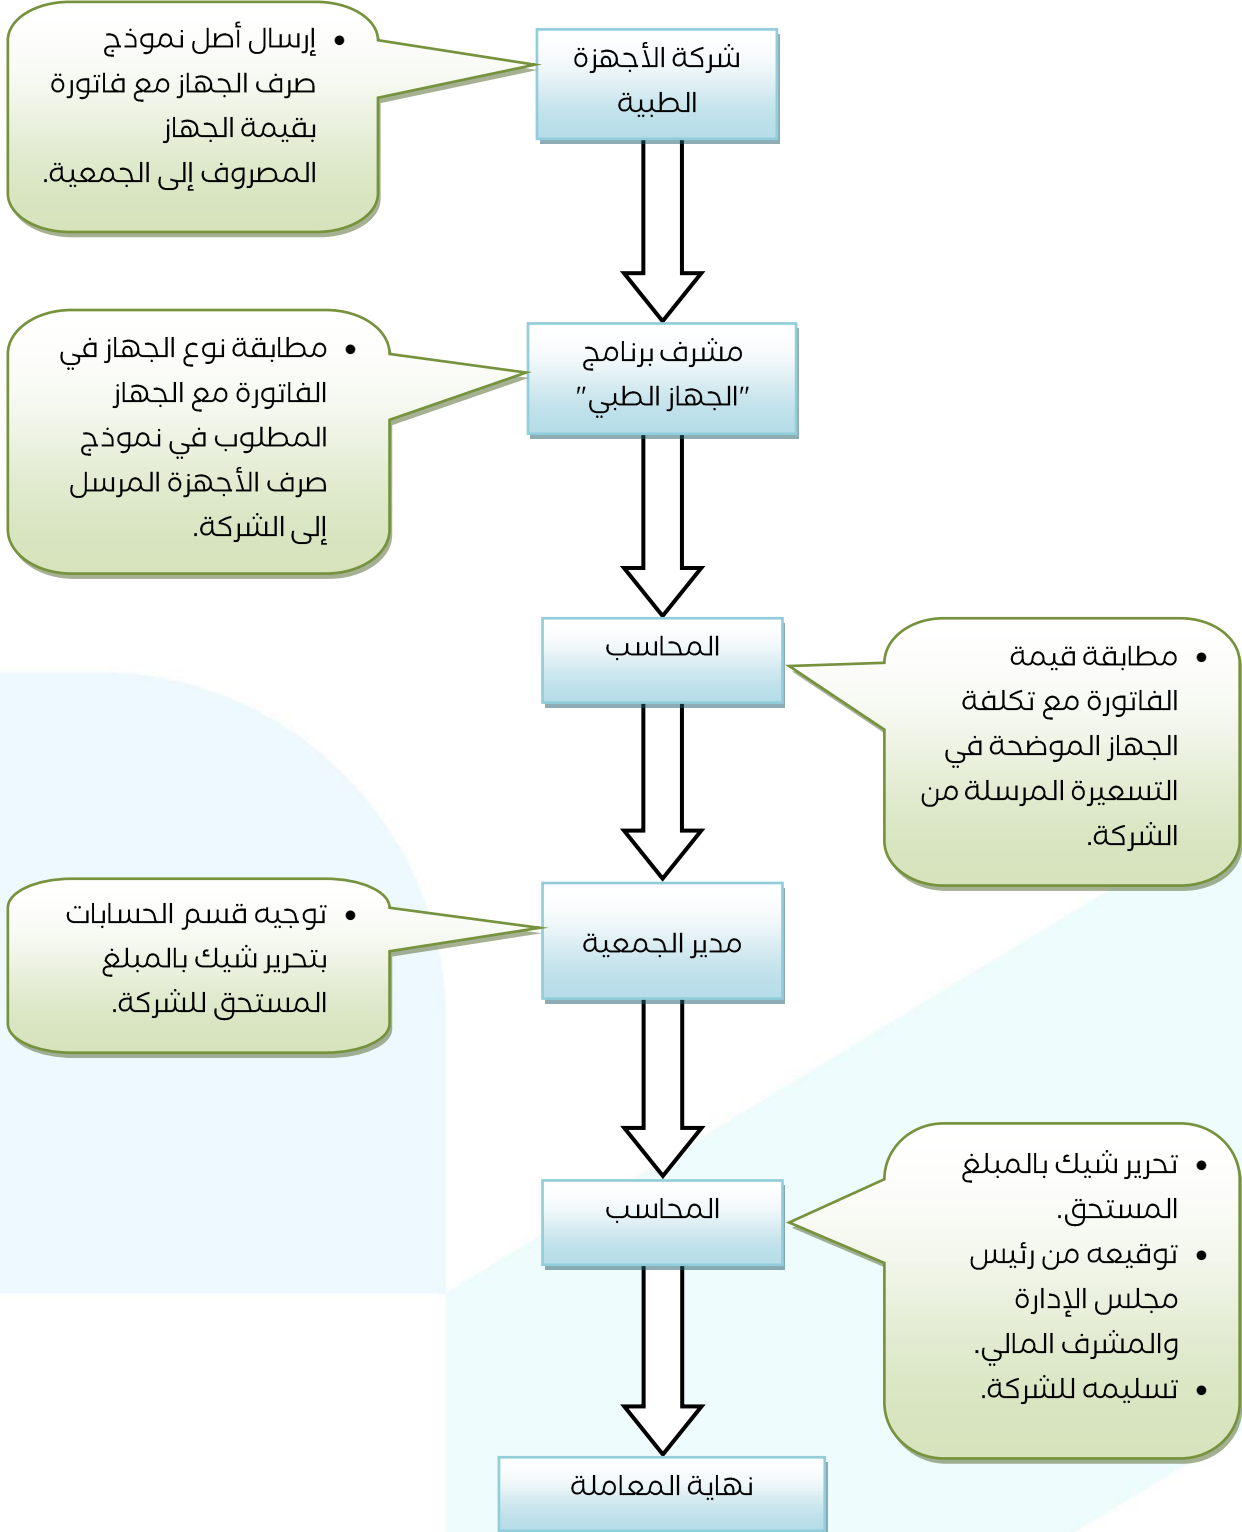 شركة الأجهزة
الطبية
• إرسال أصل نموذج
صرف الجهاز مع فاتورة
بقيمة الجهاز
المصروف إلى الجمعية.
مشرف برنامج
"الجهاز الطبي"
• مطابقة نوع الجهاز في
الفاتورة مع الجهاز
المطلوب في نموذج
صرف الأجهزة المرسل
إلى الشركة.
المحاسب
• مطابقة قيمة
الفاتورة مع تكلفة
الجهاز الموضحة في
التسعيرة المرسلة من
الشركة.
مدير الجمعية
• توجيه قسم الحسابات
بتحرير شيك بالمبلغ
المستحق للشركة.
المحاسب
• تحرير شيك بالمبلغ
المستحق.
• توقيعه من رئيس
مجلس الإدارة
والمشرف المالي.
• تسليمه للشركة.
نهاية المعاملة